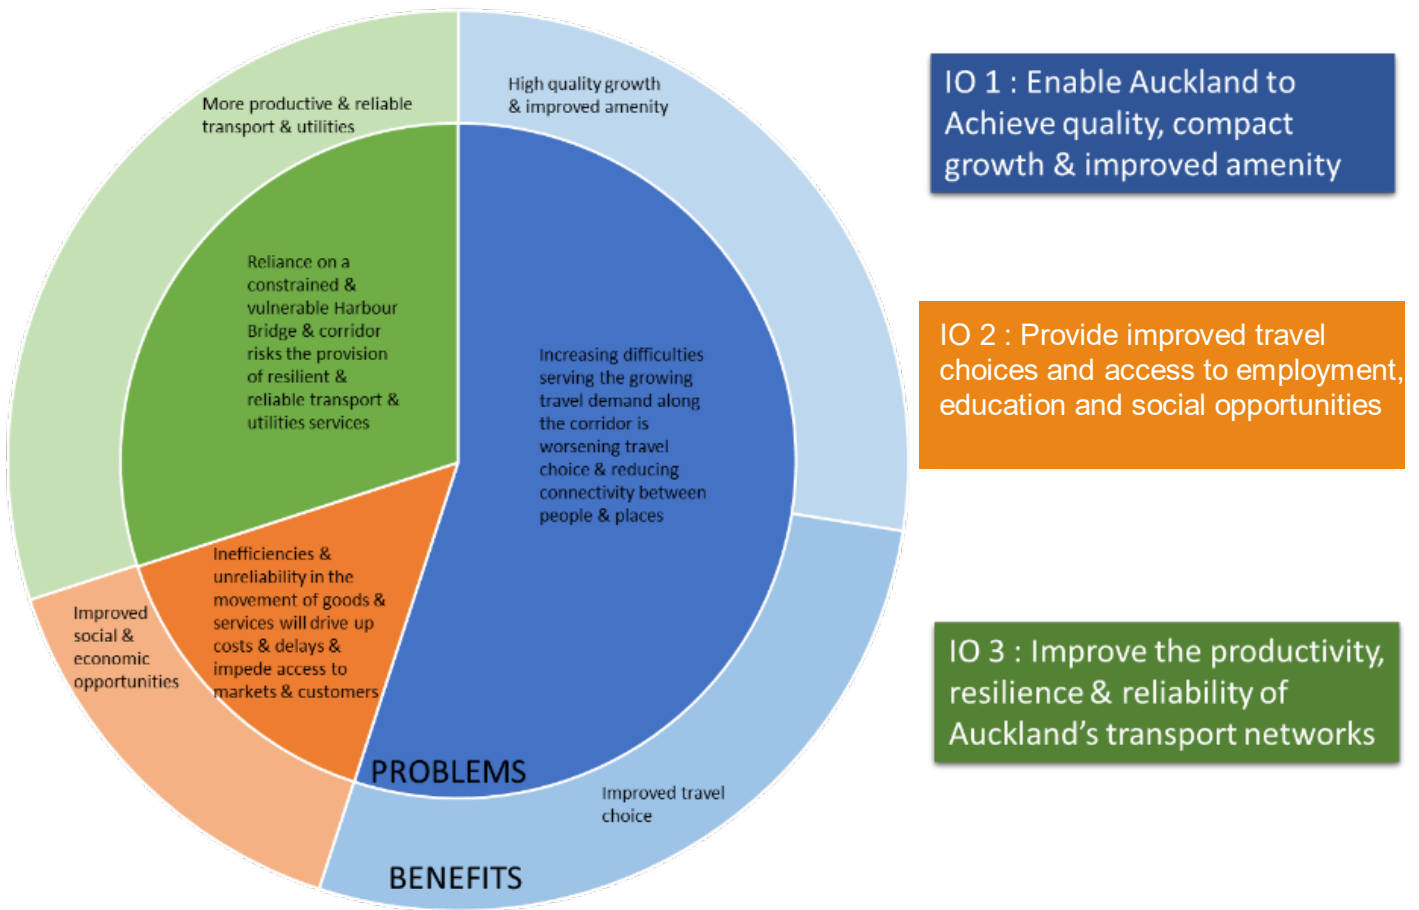 More productive & reliable
transport & utilities
High quality growth
& improved amenity
Reliance on a
constrained &
vulnerable Harbour
Bridge & corridor
risks the provision
of resilient &
reliable transport &
utilities services
Increasing difficulties
serving the growing
travel demand along
the corridor is
worsening travel
choice & reducing
connectivity between
people & places
Inefficiencies &
unreliability in the
movement of goods &
services will drive up
costs & delays &
impede access to
markets & customers
Improved
social &
economic
opportunities
PROBLEMS
Improved travel
choice
BENEFITS
IO 1 : Enable Auckland to
Achieve quality, compact
growth & improved amenity
IO 2 : Provide improved travel
choices and access to employment,
education and social opportunities
IO 3 : Improve the productivity,
resilience & reliability of
Auckland’s transport networks